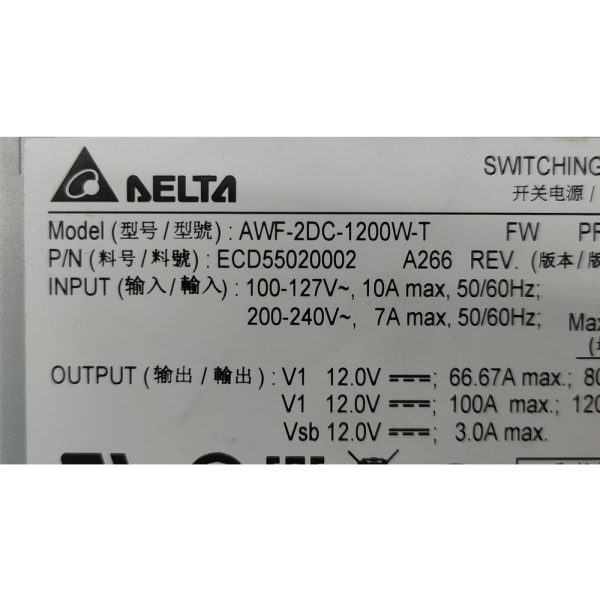 DELTA
SWITCHING
开关电源 /
Model (型号 / 型號) : AWF-2DC-1200W-T FW
P/N (料号 / 料號) : ECD55020002 A266 REV. (版本 /
INPUT (输入 / 輸入) : 100-127V~, 10A max, 50/60Hz;
200-240V~, 7A max, 50/60Hz;
OUTPUT (输出 / 輸出) : V1 12.0V ⎓; 66.67A max.;
V1 12.0V ⎓; 100A max.;
Vsb 12.0V ⎓; 3.0A max.